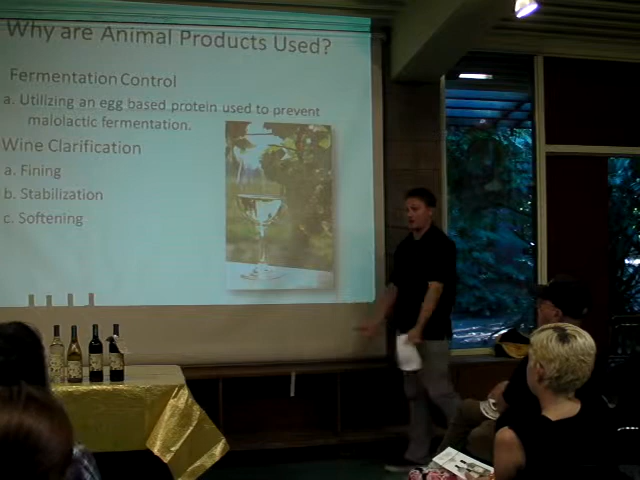 Why are Animal Products Used?
Fermentation Control
a. Utilizing an egg based protein used to prevent
malolactic fermentation.
Wine Clarification
a. Fining
b. Stabilization
c. Softening